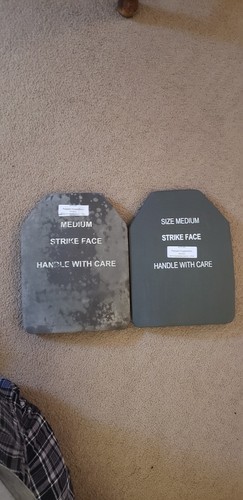 MEDIUM
STRIKE FACE
HANDLE WITH CARE
SIZE MEDIUM
STRIKE FACE
HANDLE WITH CARE